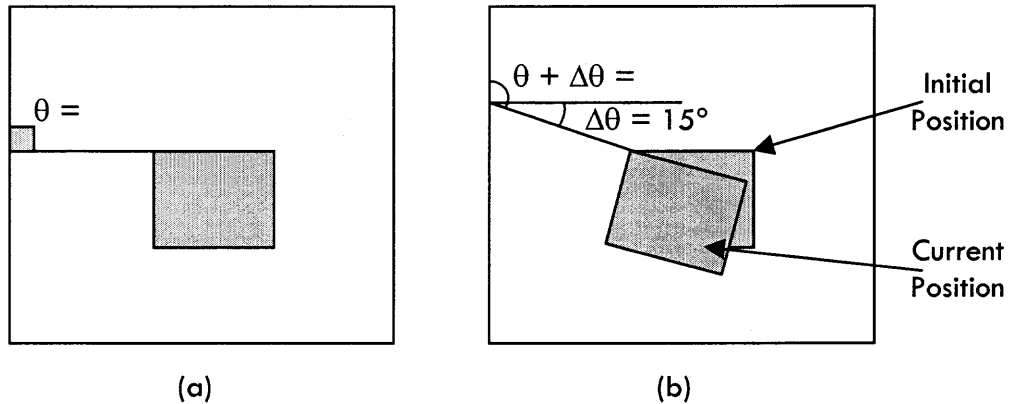 θ =
(a)
θ + Δθ =
Δθ = 15°
Initial
Position
Current
Position
(b)